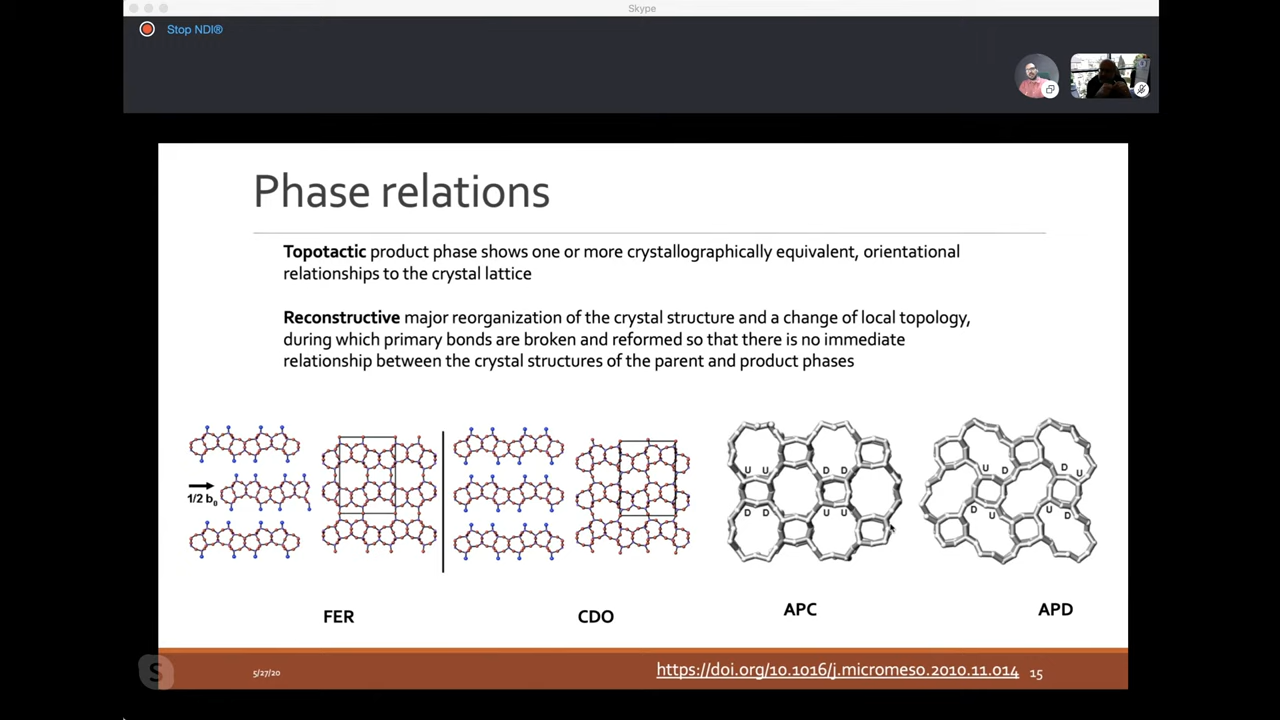 Skype
Stop NDI®
Phase relations
Topotactic product phase shows one or more crystallographically equivalent, orientational
relationships to the crystal lattice
Reconstructive major reorganization of the crystal structure and a change of local topology,
during which primary bonds are broken and reformed so that there is no immediate
relationship between the crystal structures of the parent and product phases
1/2 b₀
U U D D
D D U U
U D D U
D U U D
FER
CDO
APC
APD
S
5/27/20
https://doi.org/10.1016/j.micromeso.2010.11.014
15